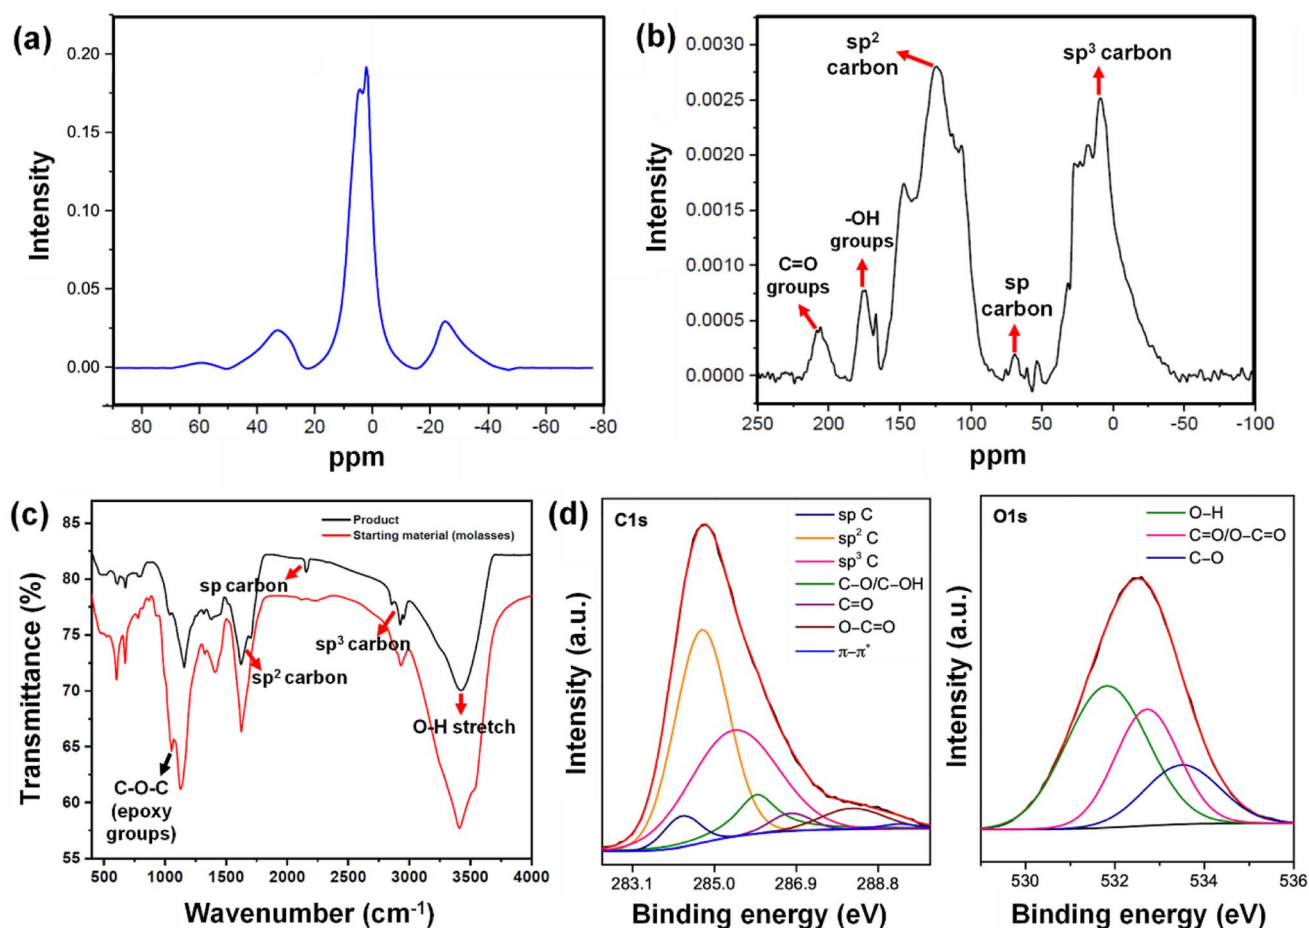 (a)
0.20
0.15
0.10
0.05
0.00
80 60 40 20 0 -20 -40 -60 -80
Intensity
ppm
(b)
0.0030
0.0025
0.0020
0.0015
0.0010
0.0005
0.0000
250 200 150 100 50 0 -50 -100
Intensity
ppm
sp² carbon
sp³ carbon
-OH groups
C=O groups
sp carbon
(c)
85
80
75
70
65
60
55
500 1000 1500 2000 2500 3000 3500 4000
Transmittance (%)
Wavenumber (cm⁻¹)
Product
Starting material (molasses)
sp carbon
sp³ carbon
sp² carbon
O-H stretch
C-O-C
(epoxy
groups)
(d)
C1s
sp C
sp² C
sp³ C
C–O/C–OH
C=O
O–C=O
π–π*
283.1 285.0 286.9 288.8
Intensity (a.u.)
Binding energy (eV)
O1s
O–H
C=O/O–C=O
C–O
530 532 534 536
Intensity (a.u.)
Binding energy (eV)